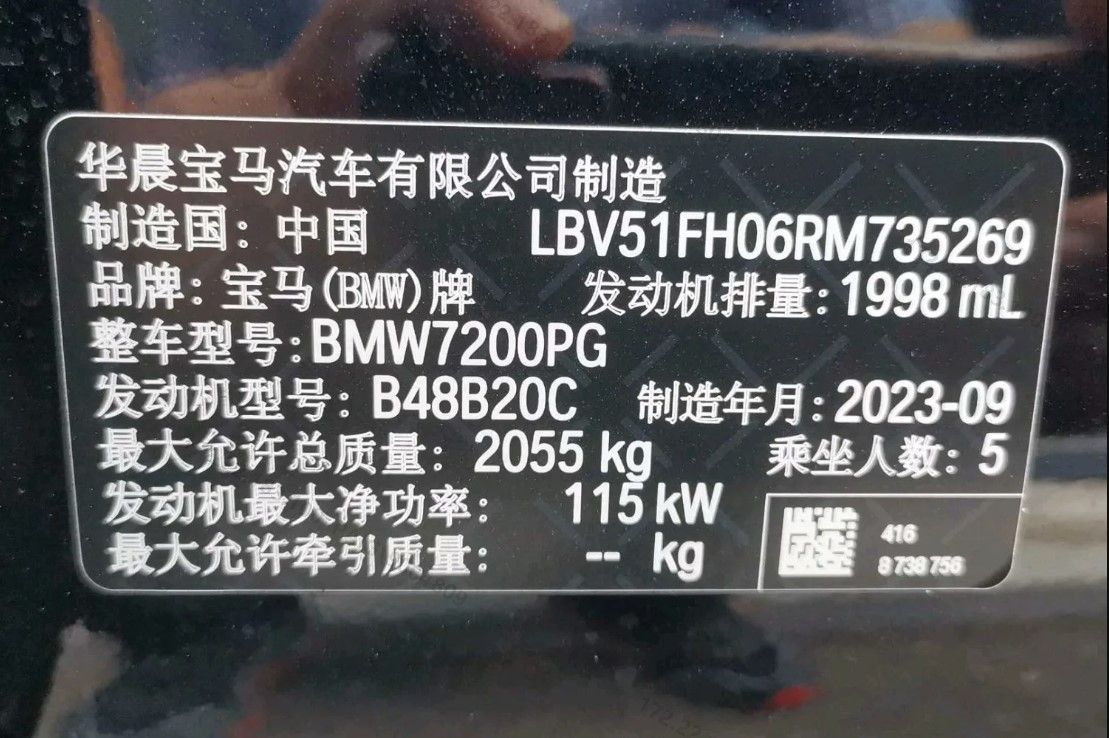 华晨宝马汽车有限公司制造
制造国：中国 LBV51FH06RM735269
品牌：宝马(BMW)牌 发动机排量：1998 mL
整车型号：BMW7200PG
发动机型号：B48B20C 制造年月：2023-09
最大允许总质量：2055 kg 乘坐人数：5
发动机最大净功率： 115 kW
最大允许牵引质量： -- kg
416
8 738 756